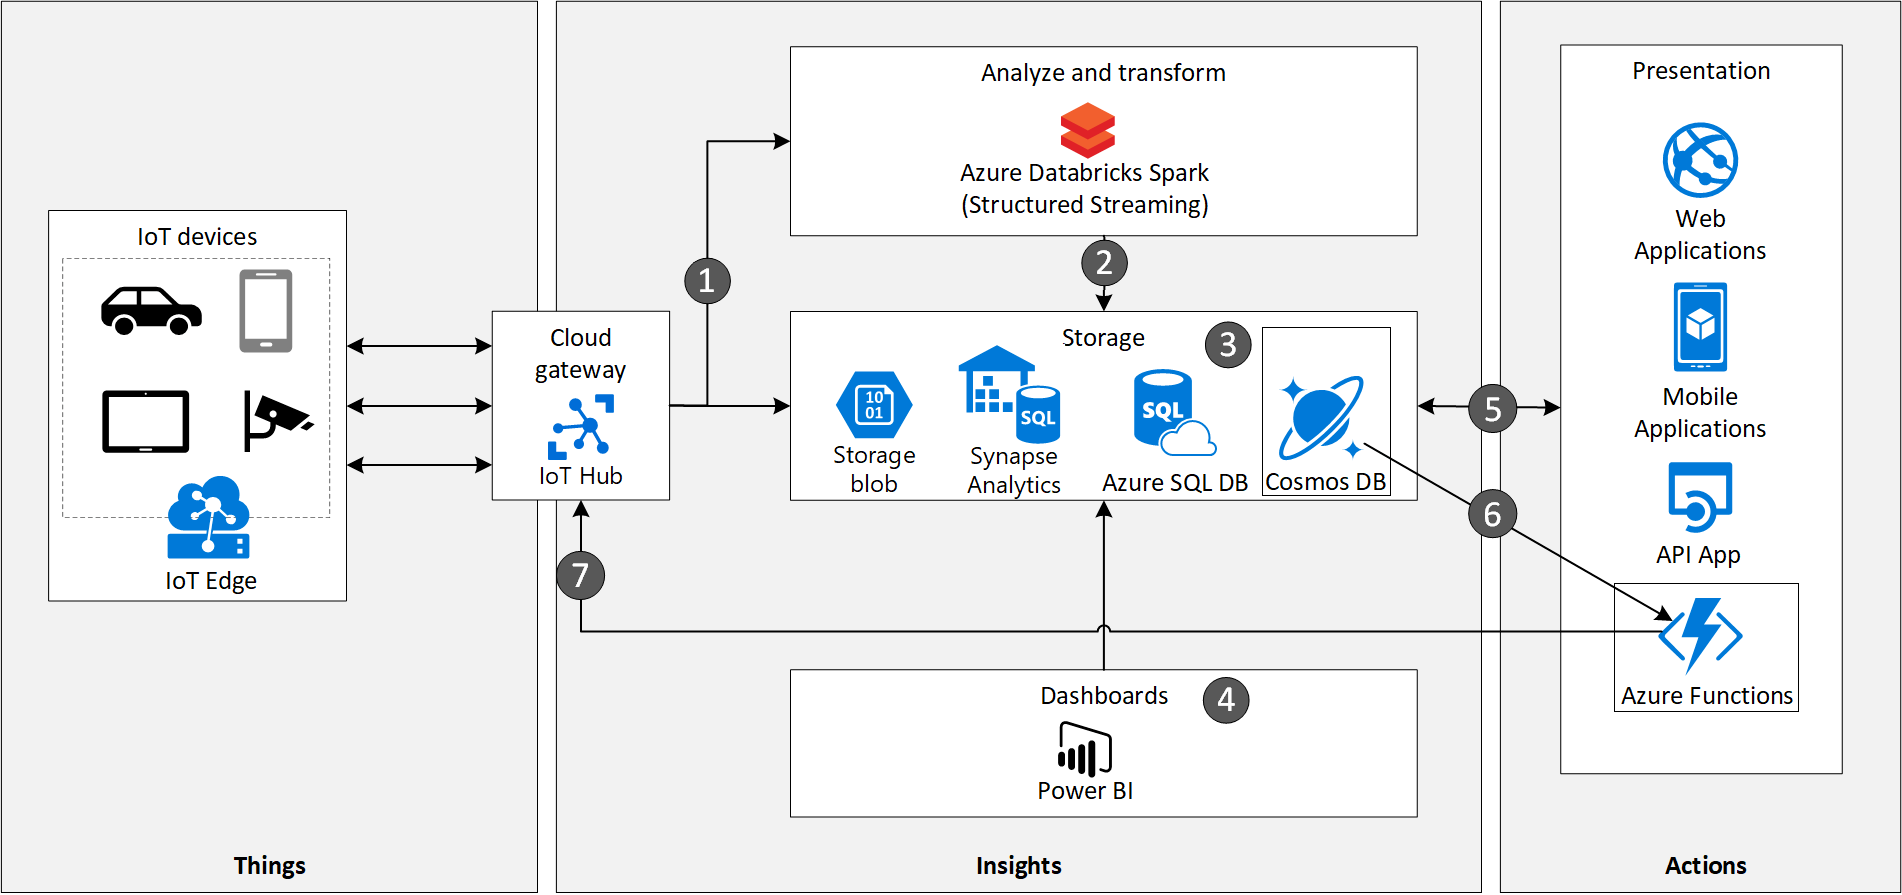 IoT devices
IoT Edge
Things
Cloud
gateway
IoT Hub
1
7
Analyze and transform
Azure Databricks Spark
(Structured Streaming)
2
Storage
3
10
01
Storage
blob
SQL
Synapse
Analytics
SQL
Azure SQL DB
Cosmos DB
Dashboards
4
Power BI
Insights
5
6
Presentation
Web
Applications
Mobile
Applications
API App
Azure Functions
Actions